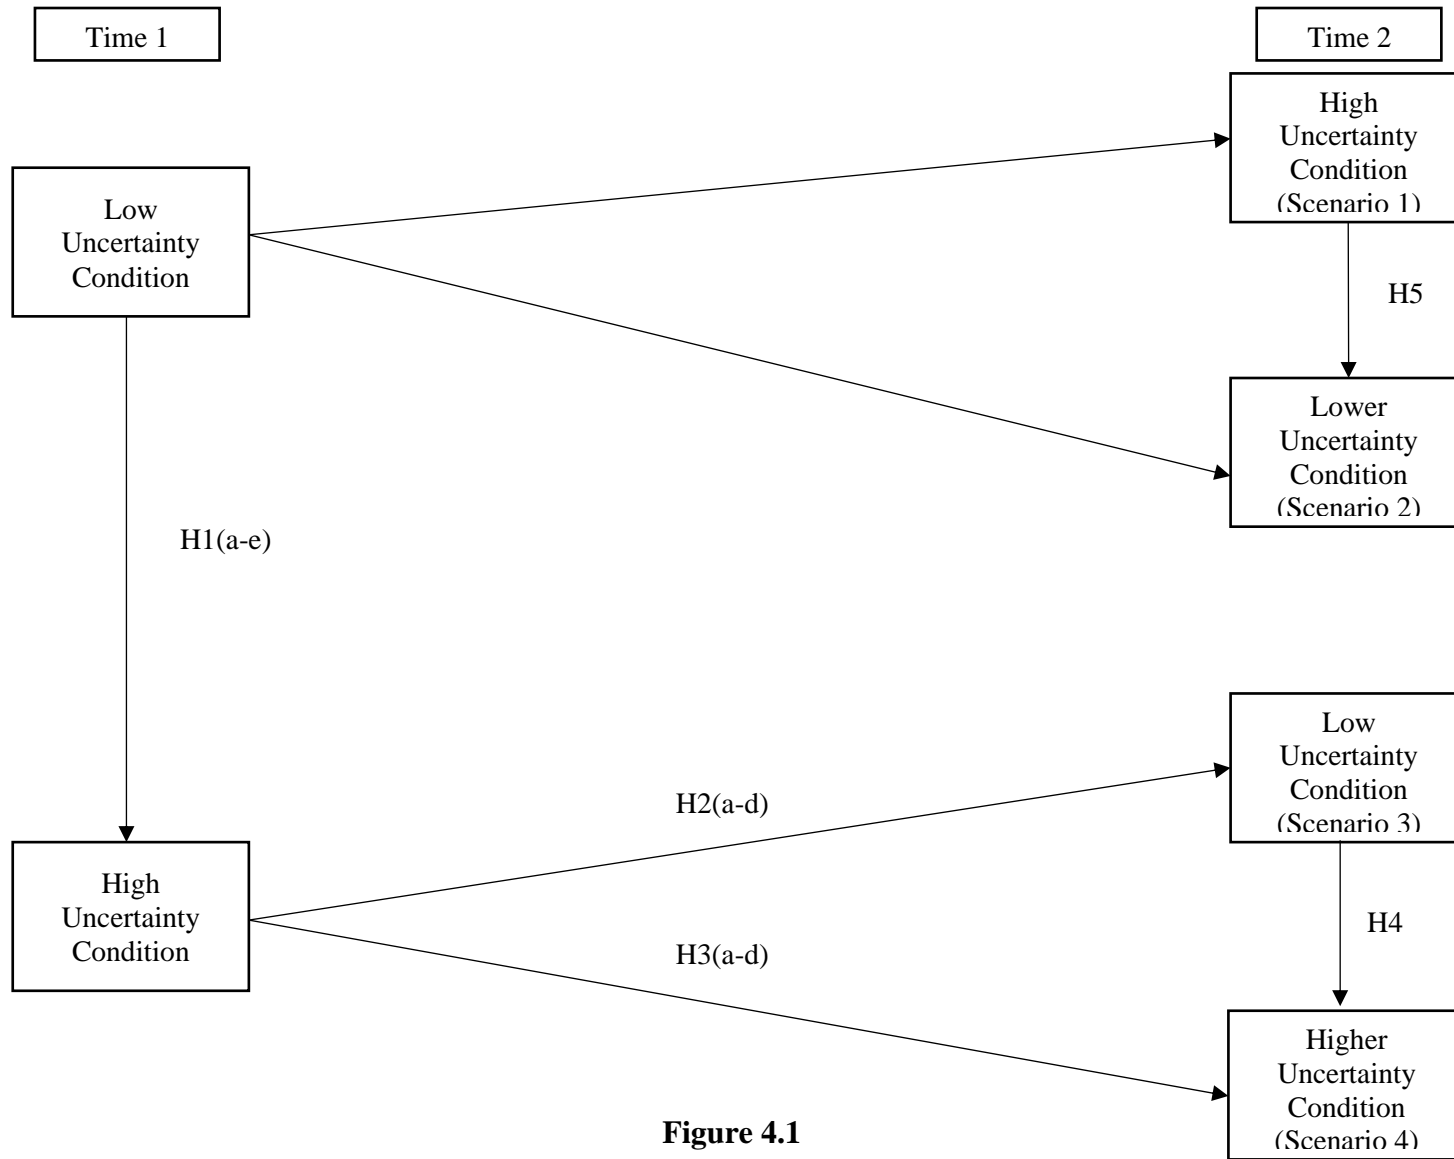 Time 1
Time 2
High
Uncertainty
Condition
(Scenario 1)
Low
Uncertainty
Condition
H5
Lower
Uncertainty
Condition
(Scenario 2)
H1(a-e)
Low
Uncertainty
Condition
(Scenario 3)
H2(a-d)
High
Uncertainty
Condition
H4
H3(a-d)
Higher
Uncertainty
Condition
(Scenario 4)
Figure 4.1